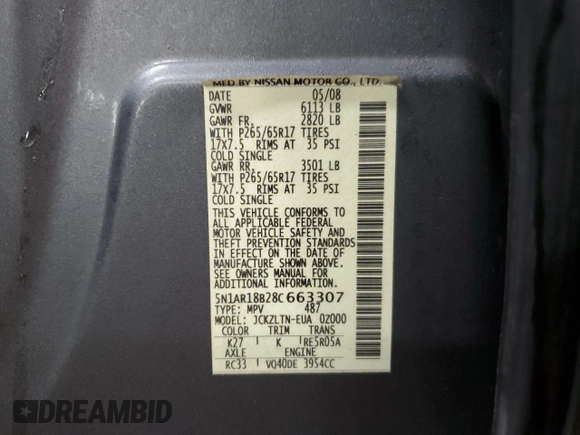 MFD BY NISSAN MOTOR CO., LTD.
DATE 05/08
GVWR 6113 LB
GAWR FR. 2820 LB
WITH P265/65R17 TIRES
17X7.5 RIMS AT 35 PSI
COLD SINGLE
GAWR RR. 3501 LB
WITH P265/65R17 TIRES
17X7.5 RIMS AT 35 PSI
COLD SINGLE
THIS VEHICLE CONFORMS TO
ALL APPLICABLE FEDERAL
MOTOR VEHICLE SAFETY AND
THEFT PREVENTION STANDARDS
IN EFFECT ON THE DATE OF
MANUFACTURE SHOWN ABOVE.
SEE OWNERS MANUAL FOR
ADDITIONAL INFORMATION
5N1AR18B28C663307
TYPE: MPV 487
MODEL: JCKZLTN-EUA 0Z000
COLOR TRIM TRANS
K27 K RE5R05A
AXLE ENGINE
RC33 VQ40DE 3954CC
DREAMBID